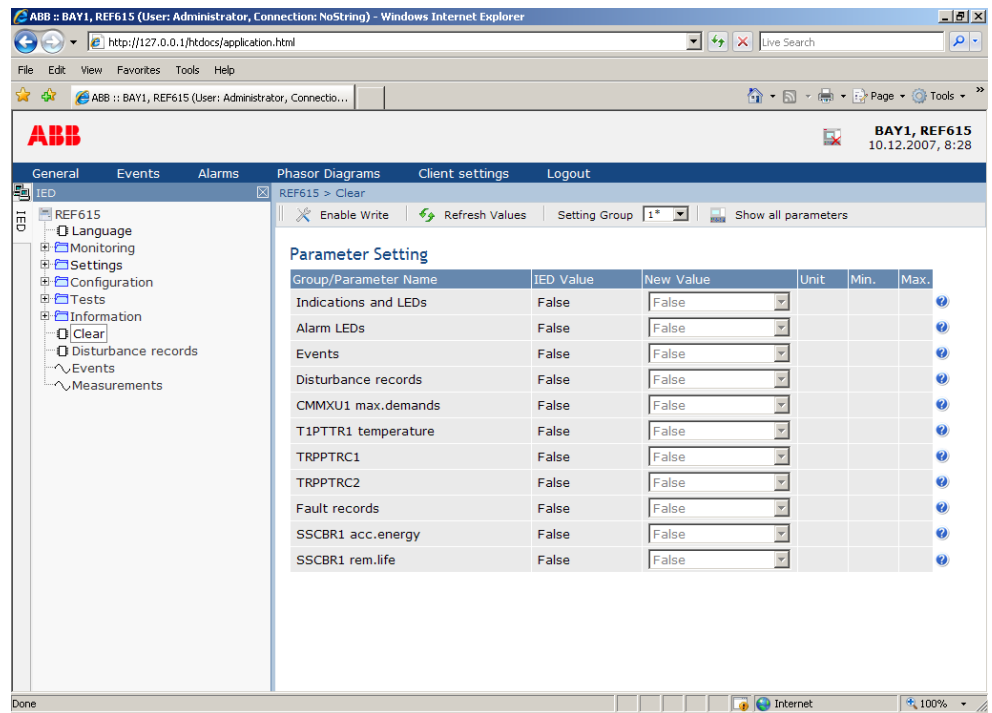 ABB :: BAY1, REF615 (User: Administrator, Connection: NoString) - Windows Internet Explorer
http://127.0.0.1/htdocs/application.html
Live Search
File Edit View Favorites Tools Help
ABB :: BAY1, REF615 (User: Administrator, Connectio...
Page Tools »
ABB
BAY1, REF615
10.12.2007, 8:28
General Events Alarms Phasor Diagrams Client settings Logout
IED
REF615 > Clear
IED
Enable Write Refresh Values Setting Group 1* Show all parameters
REF615
Language
Monitoring
Settings
Configuration
Tests
Information
Clear
Disturbance records
Events
Measurements
Parameter Setting
Group/Parameter Name IED Value New Value Unit Min. Max.
Indications and LEDs False False
Alarm LEDs False False
Events False False
Disturbance records False False
CMMXU1 max.demands False False
T1PTTR1 temperature False False
TRPPTRC1 False False
TRPPTRC2 False False
Fault records False False
SSCBR1 acc.energy False False
SSCBR1 rem.life False False
Done Internet 100%